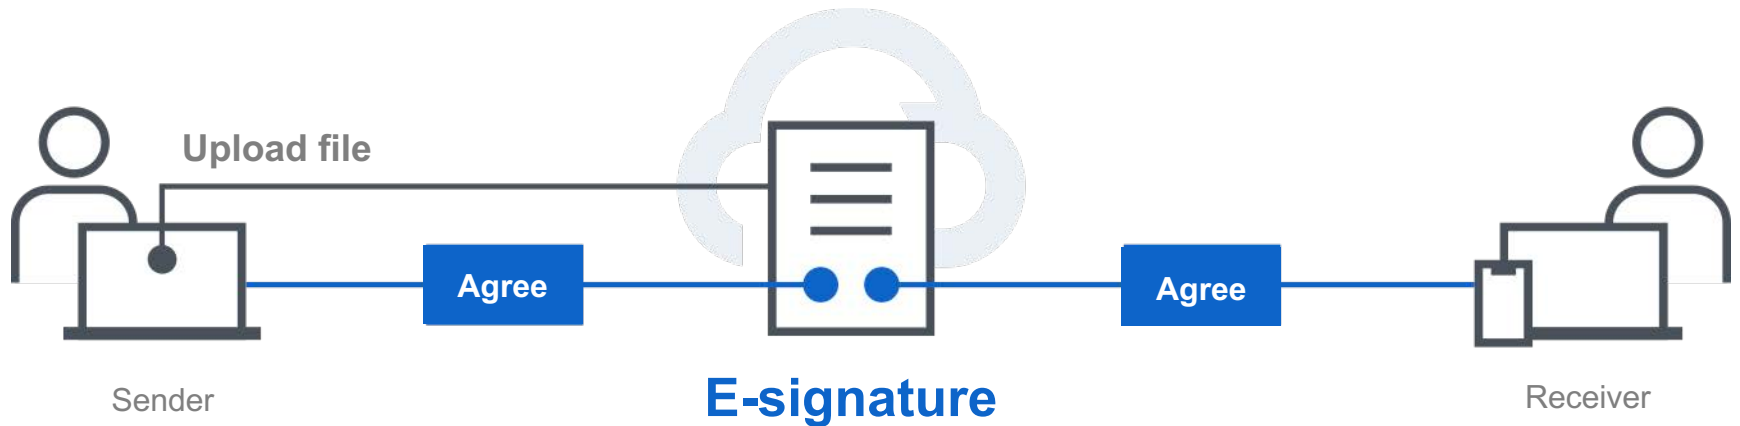 Upload file
Agree
Agree
Sender
E-signature
Receiver